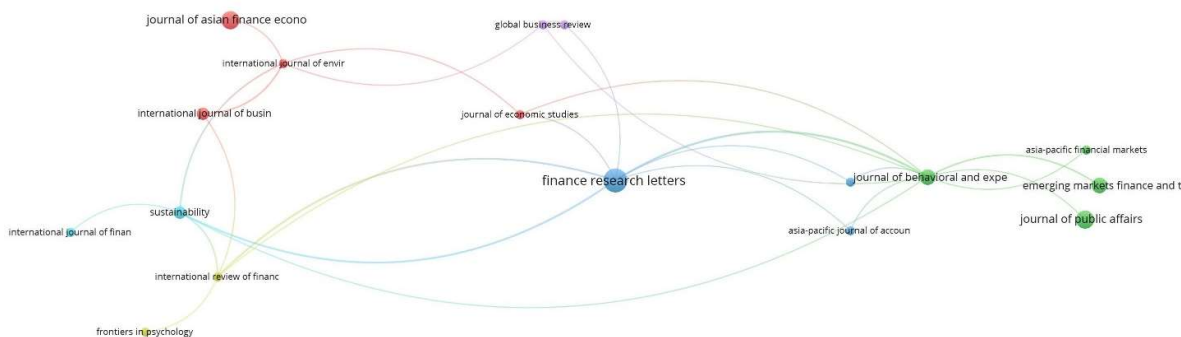 journal of asian finance econo
global business review
international journal of envir
international journal of busin
journal of economic studies
asia-pacific financial markets
finance research letters
journal of behavioral and expe
emerging markets finance and t
sustainability
journal of public affairs
international journal of finan
asia-pacific journal of accoun
international review of financ
frontiers in psychology